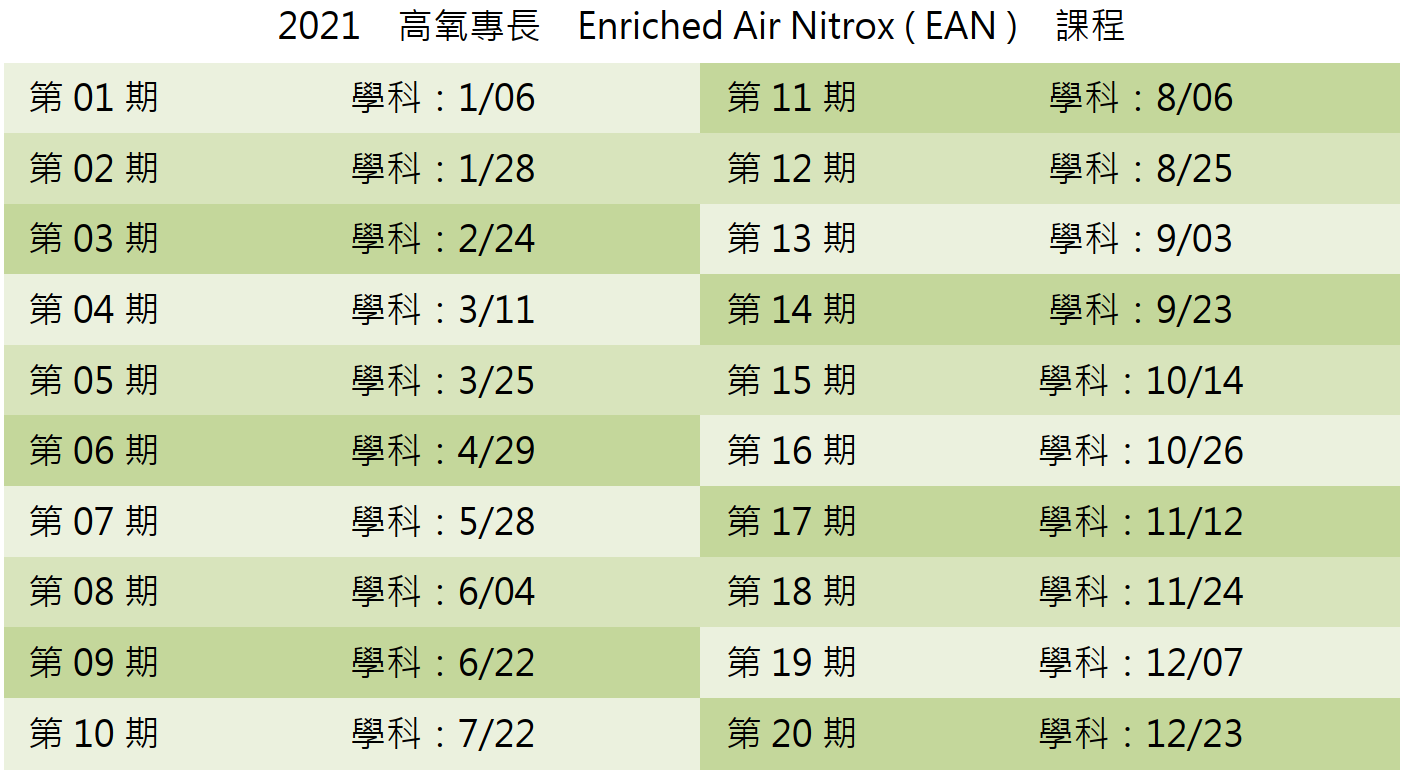 2021 高氧專長 Enriched Air Nitrox ( EAN ) 課程
第 01 期 學科：1/06 第 11 期 學科：8/06
第 02 期 學科：1/28 第 12 期 學科：8/25
第 03 期 學科：2/24 第 13 期 學科：9/03
第 04 期 學科：3/11 第 14 期 學科：9/23
第 05 期 學科：3/25 第 15 期 學科：10/14
第 06 期 學科：4/29 第 16 期 學科：10/26
第 07 期 學科：5/28 第 17 期 學科：11/12
第 08 期 學科：6/04 第 18 期 學科：11/24
第 09 期 學科：6/22 第 19 期 學科：12/07
第 10 期 學科：7/22 第 20 期 學科：12/23